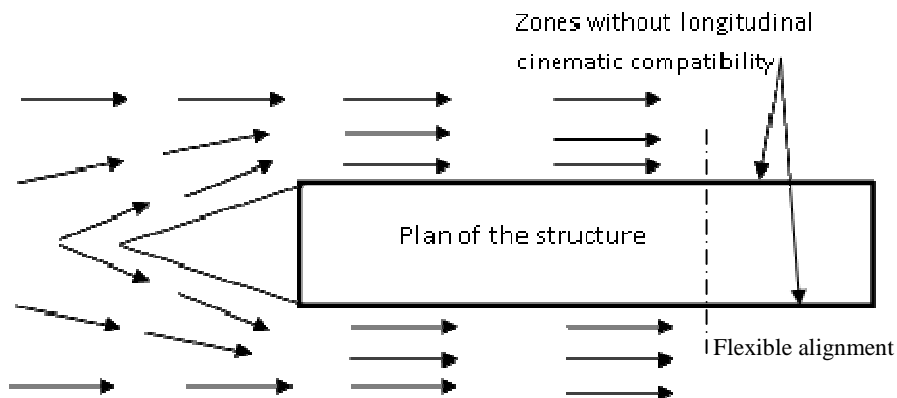 Zones without longitudinal
cinematic compatibility
Plan of the structure
Flexible alignment